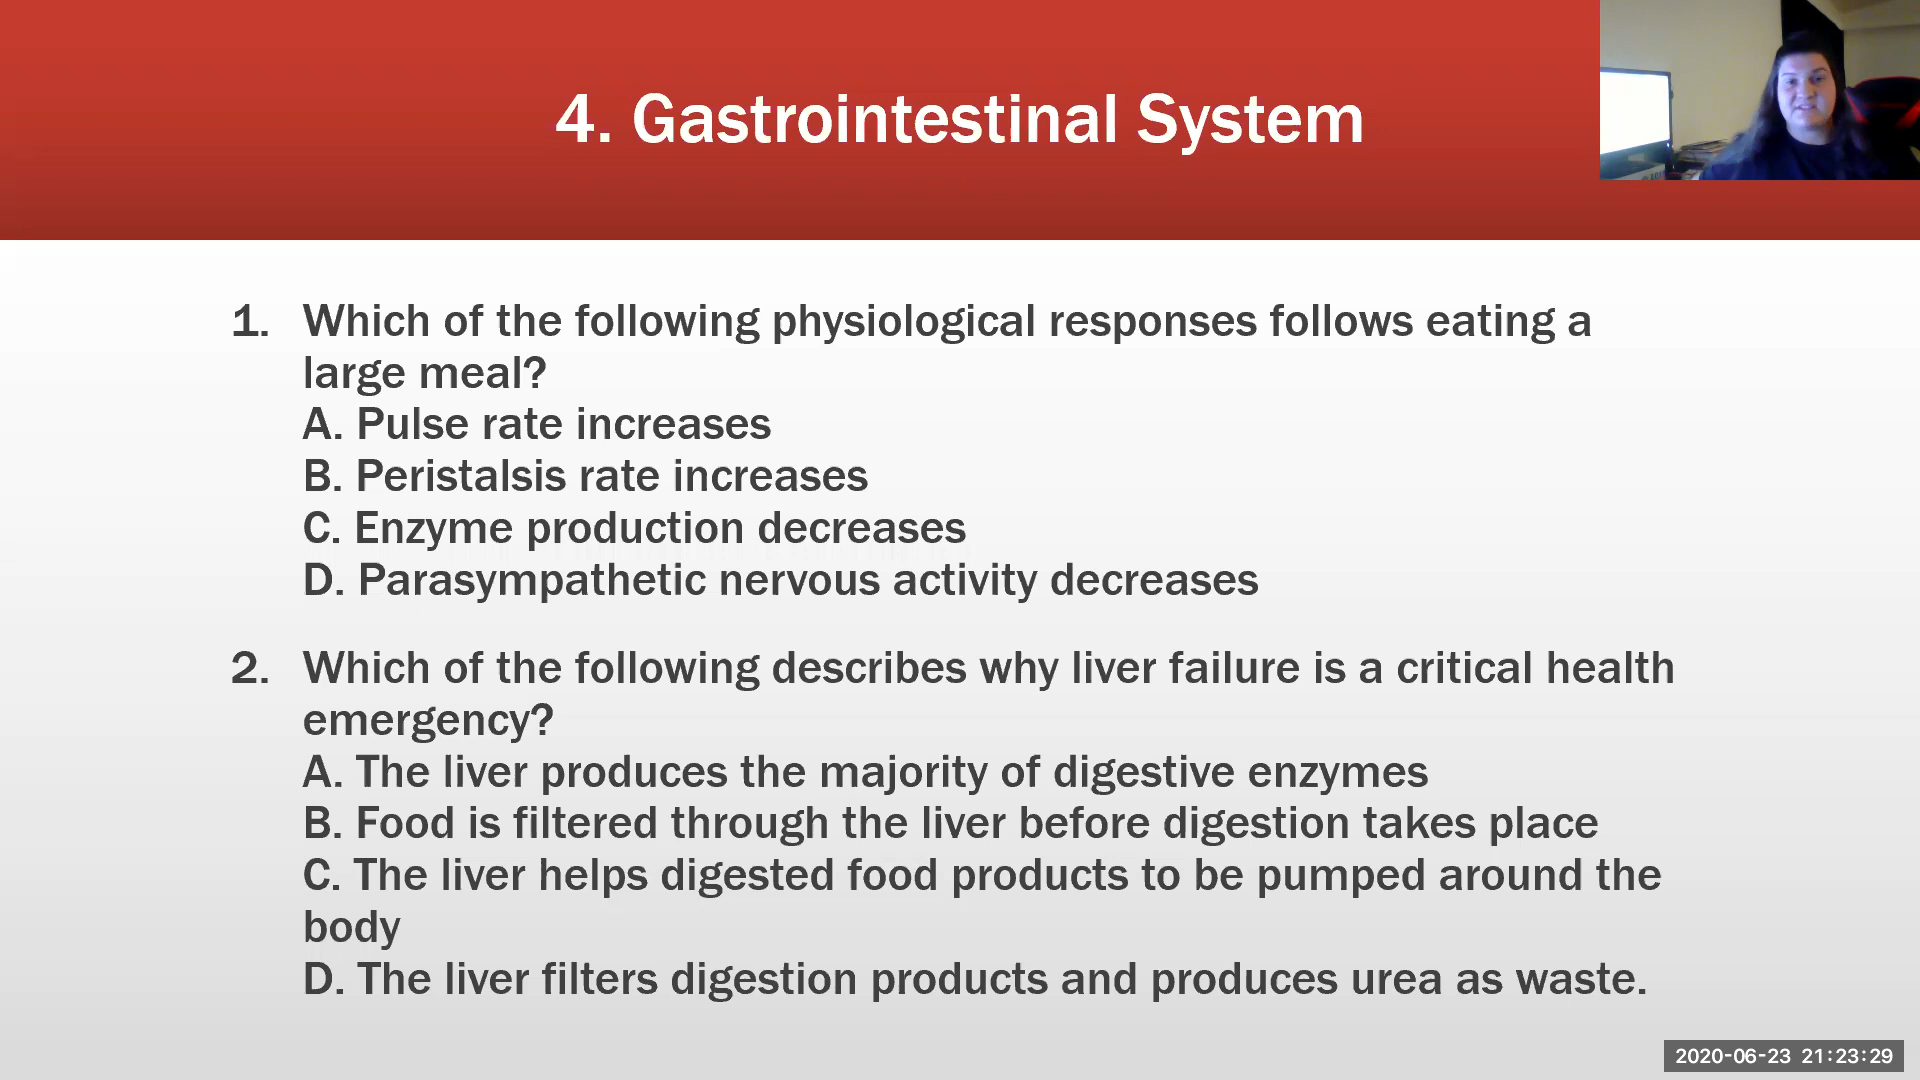 4. Gastrointestinal System
1. Which of the following physiological responses follows eating a
large meal?
A. Pulse rate increases
B. Peristalsis rate increases
C. Enzyme production decreases
D. Parasympathetic nervous activity decreases
2. Which of the following describes why liver failure is a critical health
emergency?
A. The liver produces the majority of digestive enzymes
B. Food is filtered through the liver before digestion takes place
C. The liver helps digested food products to be pumped around the
body
D. The liver filters digestion products and produces urea as waste.
2020-06-23 21:23:29